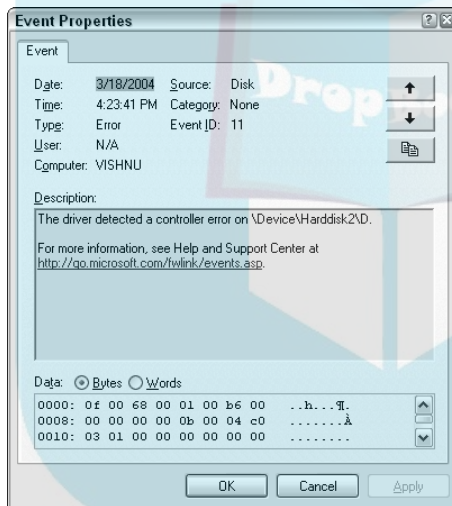 Event Properties
Event
Date: 3/18/2004 Source: Disk
Time: 4:23:41 PM Category: None
Type: Error Event ID: 11
User: N/A
Computer: VISHNU
Description:
The driver detected a controller error on \Device\Harddisk2\D.
For more information, see Help and Support Center at
http://go.microsoft.com/fwlink/events.asp.
Data: Bytes Words
0000: 0f 00 68 00 01 00 b6 00 ..h...¶.
0008: 00 00 00 00 0b 00 04 c0 .......À
0010: 03 01 00 00 00 00 00 00 ........
OK Cancel Apply